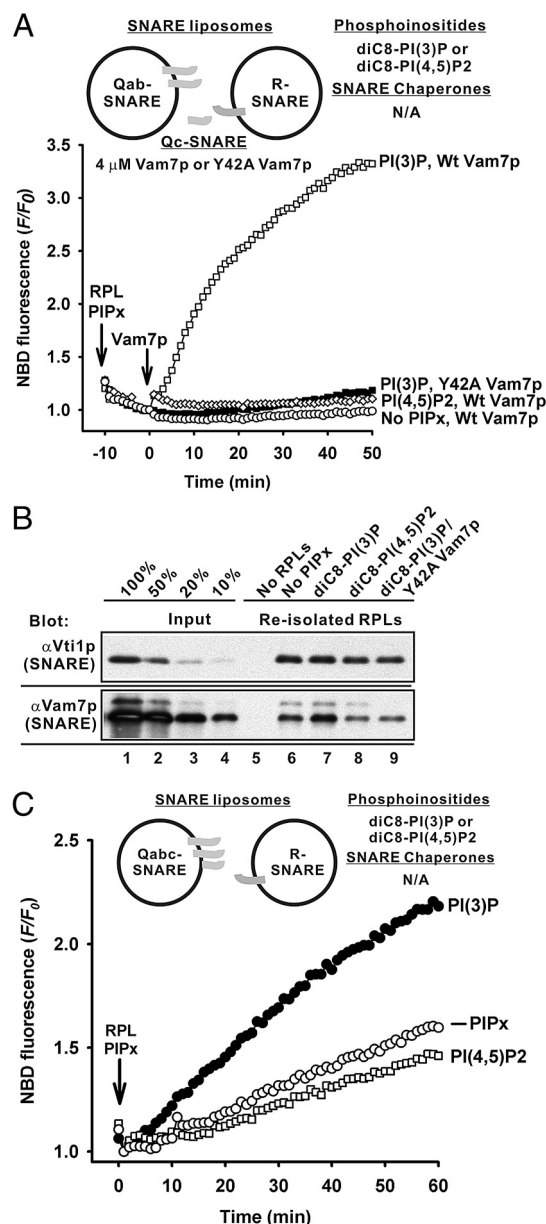 A
SNARE liposomes
Phosphoinositides
diC8-PI(3)P or
diC8-PI(4,5)P2
SNARE Chaperones
N/A
Qab-
SNARE
R-
SNARE
Qc-SNARE
4 μM Vam7p or Y42A Vam7p
NBD fluorescence (F/F0)
3.5
3.0
2.5
2.0
1.5
1.0
RPL
PIPx
Vam7p
PI(3)P, Wt Vam7p
PI(3)P, Y42A Vam7p
PI(4,5)P2, Wt Vam7p
No PIPx, Wt Vam7p
-10 0 10 20 30 40 50
Time (min)
B
100%
50%
20%
10%
No RPLs
No PIPx
diC8-PI(3)P
diC8-PI(4,5)P2
diC8-PI(3)P/
Y42A Vam7p
Blot:
Input
Re-isolated RPLs
αVti1p
(SNARE)
αVam7p
(SNARE)
1 2 3 4 5 6 7 8 9
C
SNARE liposomes
Phosphoinositides
diC8-PI(3)P or
diC8-PI(4,5)P2
SNARE Chaperones
N/A
Qabc-
SNARE
R-
SNARE
NBD fluorescence (F/F0)
2.5
2.0
1.5
1.0
RPL
PIPx
PI(3)P
—PIPx
PI(4,5)P2
0 10 20 30 40 50 60
Time (min)